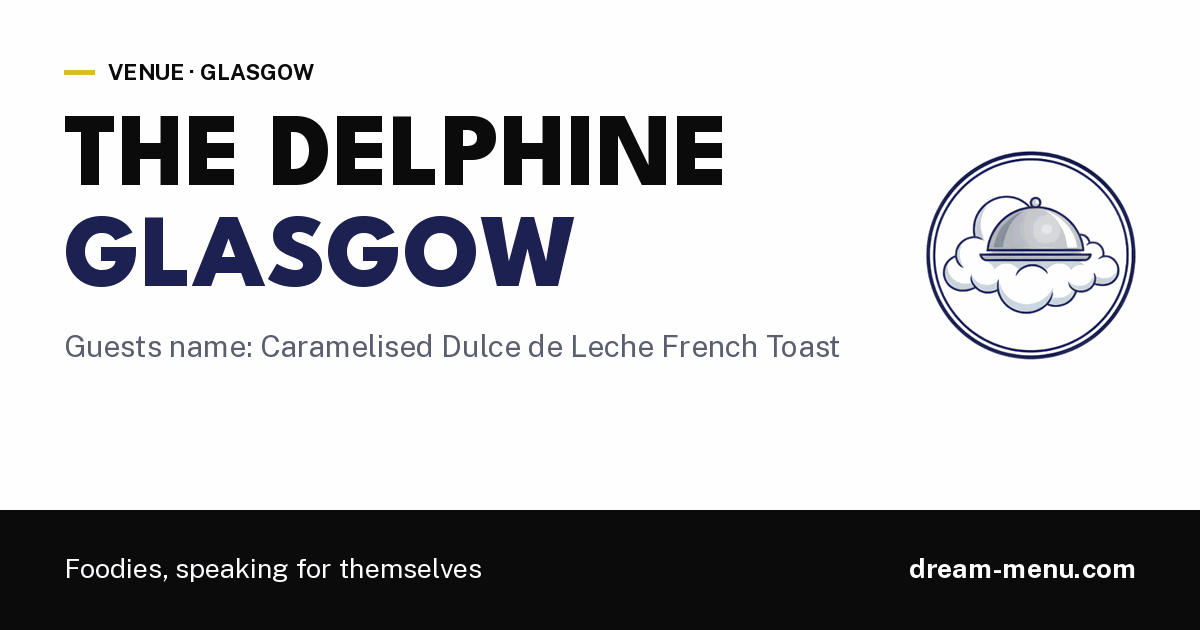 VENUE · GLASGOW
THE DELPHINE
GLASGOW
Guests name: Caramelised Dulce de Leche French Toast
Foodies, speaking for themselves
dream-menu.com